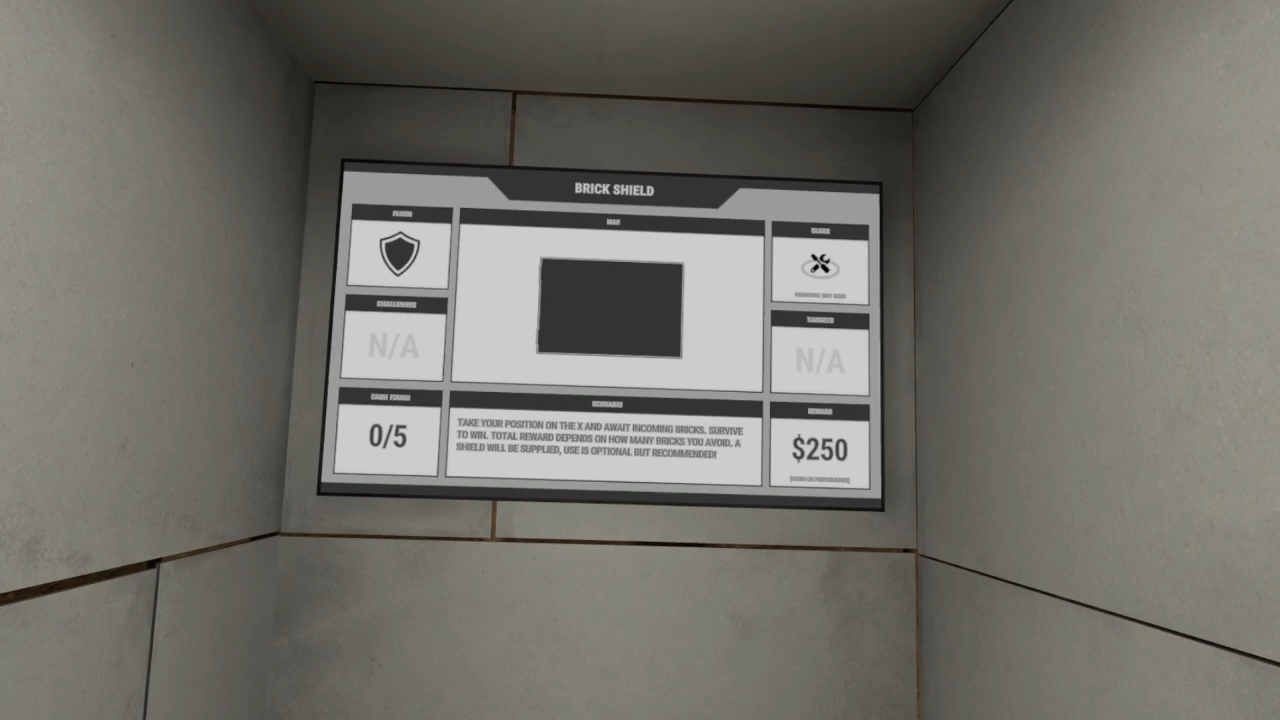 BRICK SHIELD
FLOOR
MAP
CLASS
CHALLENGES
N/A
TARGETS
N/A
CASH FOUND
0/5
SCENARIO
TAKE YOUR POSITION ON THE X AND AWAIT INCOMING BRICKS. SURVIVE
TO WIN. TOTAL REWARD DEPENDS ON HOW MANY BRICKS YOU AVOID. A
SHIELD WILL BE SUPPLIED, USE IS OPTIONAL BUT RECOMMENDED!
REWARD
$250